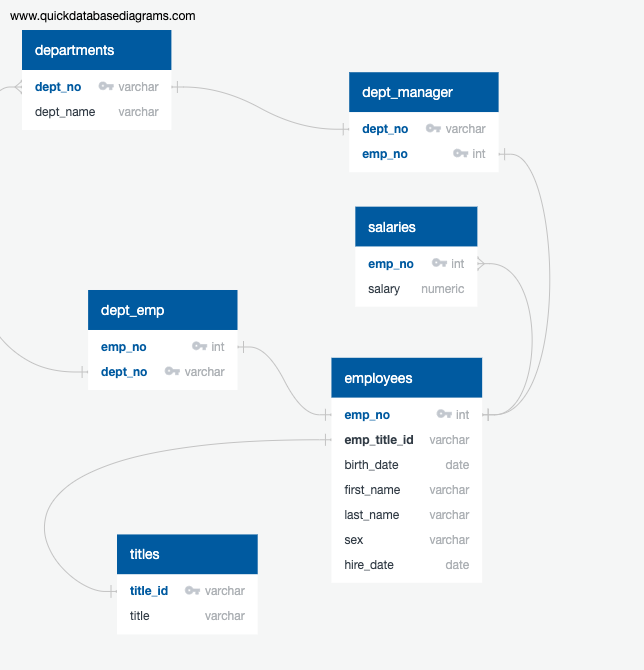 www.quickdatabasediagrams.com
departments
dept_no varchar
dept_name varchar
dept_manager
dept_no varchar
emp_no int
salaries
emp_no int
salary numeric
dept_emp
emp_no int
dept_no varchar
employees
emp_no int
emp_title_id varchar
birth_date date
first_name varchar
last_name varchar
sex varchar
hire_date date
titles
title_id varchar
title varchar